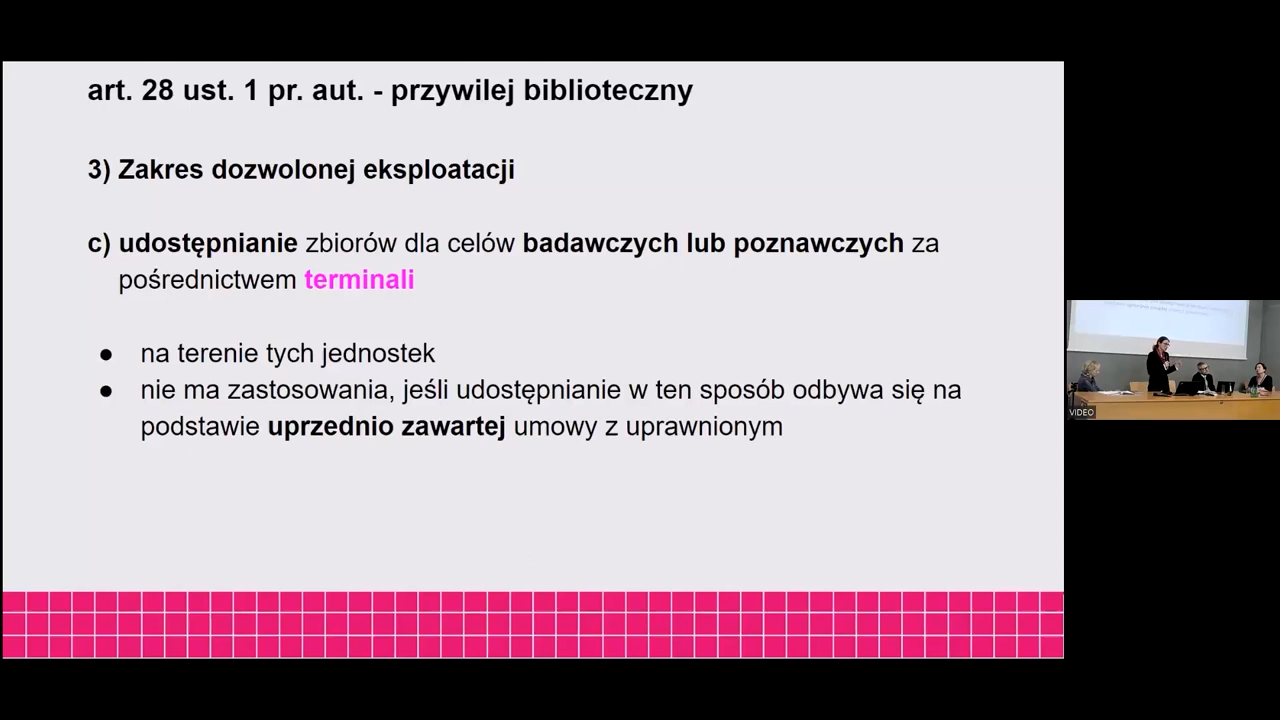 art. 28 ust. 1 pr. aut. - przywilej biblioteczny
3) Zakres dozwolonej eksploatacji
c) udostępnianie zbiorów dla celów badawczych lub poznawczych za
pośrednictwem terminali
● na terenie tych jednostek
● nie ma zastosowania, jeśli udostępnianie w ten sposób odbywa się na
podstawie uprzednio zawartej umowy z uprawnionym
VIDEO